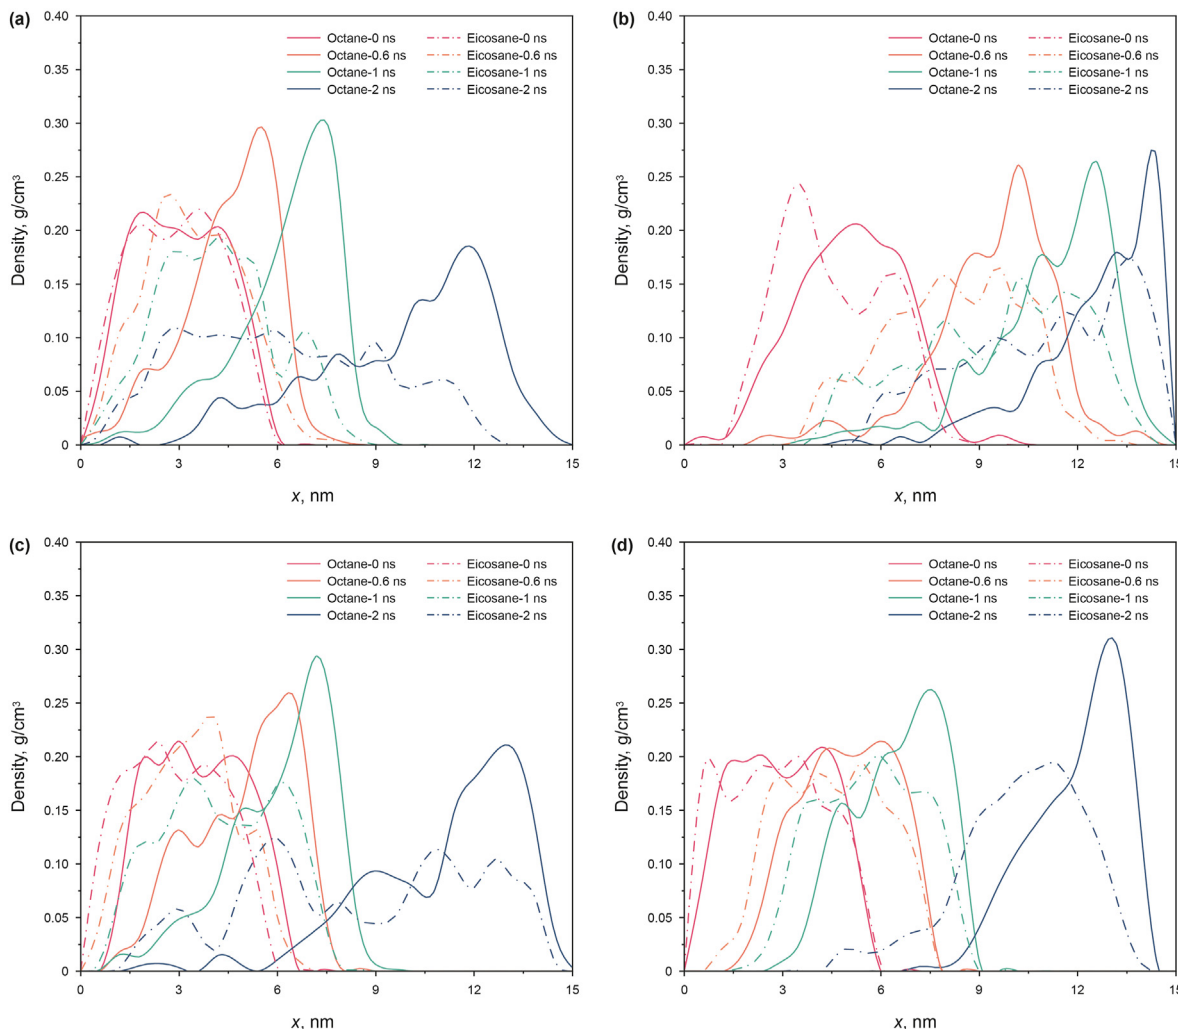 (a)
0.40
0.35
0.30
0.25
0.20
0.15
0.10
0.05
0
Density, g/cm³
Octane-0 ns
Octane-0.6 ns
Octane-1 ns
Octane-2 ns
Eicosane-0 ns
Eicosane-0.6 ns
Eicosane-1 ns
Eicosane-2 ns
0 3 6 9 12 15
x, nm
(b)
0.40
0.35
0.30
0.25
0.20
0.15
0.10
0.05
0
Density, g/cm³
Octane-0 ns
Octane-0.6 ns
Octane-1 ns
Octane-2 ns
Eicosane-0 ns
Eicosane-0.6 ns
Eicosane-1 ns
Eicosane-2 ns
0 3 6 9 12 15
x, nm
(c)
0.40
0.35
0.30
0.25
0.20
0.15
0.10
0.05
0
Density, g/cm³
Octane-0 ns
Octane-0.6 ns
Octane-1 ns
Octane-2 ns
Eicosane-0 ns
Eicosane-0.6 ns
Eicosane-1 ns
Eicosane-2 ns
0 3 6 9 12 15
x, nm
(d)
0.40
0.35
0.30
0.25
0.20
0.15
0.10
0.05
0
Density, g/cm³
Octane-0 ns
Octane-0.6 ns
Octane-1 ns
Octane-2 ns
Eicosane-0 ns
Eicosane-0.6 ns
Eicosane-1 ns
Eicosane-2 ns
0 3 6 9 12 15
x, nm